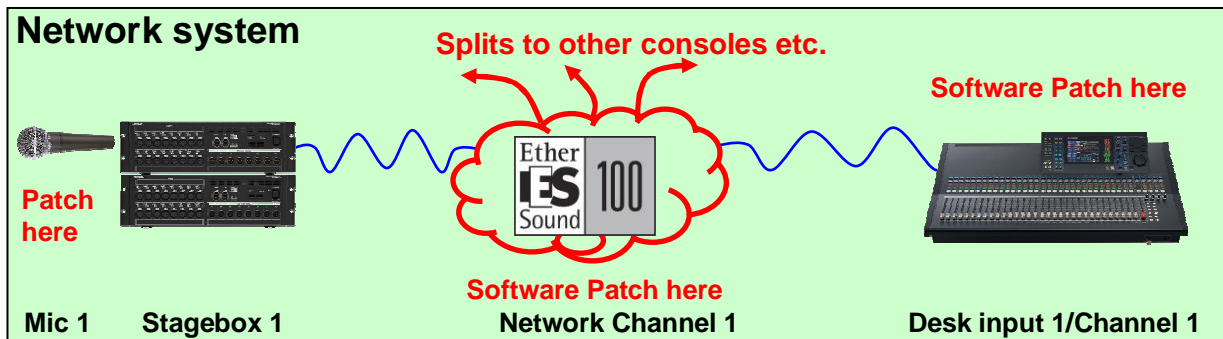 Network system
Splits to other consoles etc.
Software Patch here
Patch
here
Ether
ES
Sound
100
Software Patch here
Mic 1
Stagebox 1
Network Channel 1
Desk input 1/Channel 1